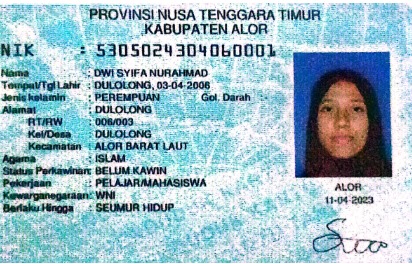 PROVINSI NUSA TENGGARA TIMUR
KABUPATEN ALOR
NIK : 5305024304060001
Nama : DWI SYIFA NURAHMAD
Tempat/Tgl Lahir : DULOLONG, 03-04-2006
Jenis kelamin : PEREMPUAN Gol. Darah :
Alamat : DULOLONG
RT/RW : 006/003
Kel/Desa : DULOLONG
Kecamatan : ALOR BARAT LAUT
Agama : ISLAM
Status Perkawinan: BELUM KAWIN
Pekerjaan : PELAJAR/MAHASISWA
Kewarganegaraan: WNI
Berlaku Hingga : SEUMUR HIDUP
ALOR
11-04-2023